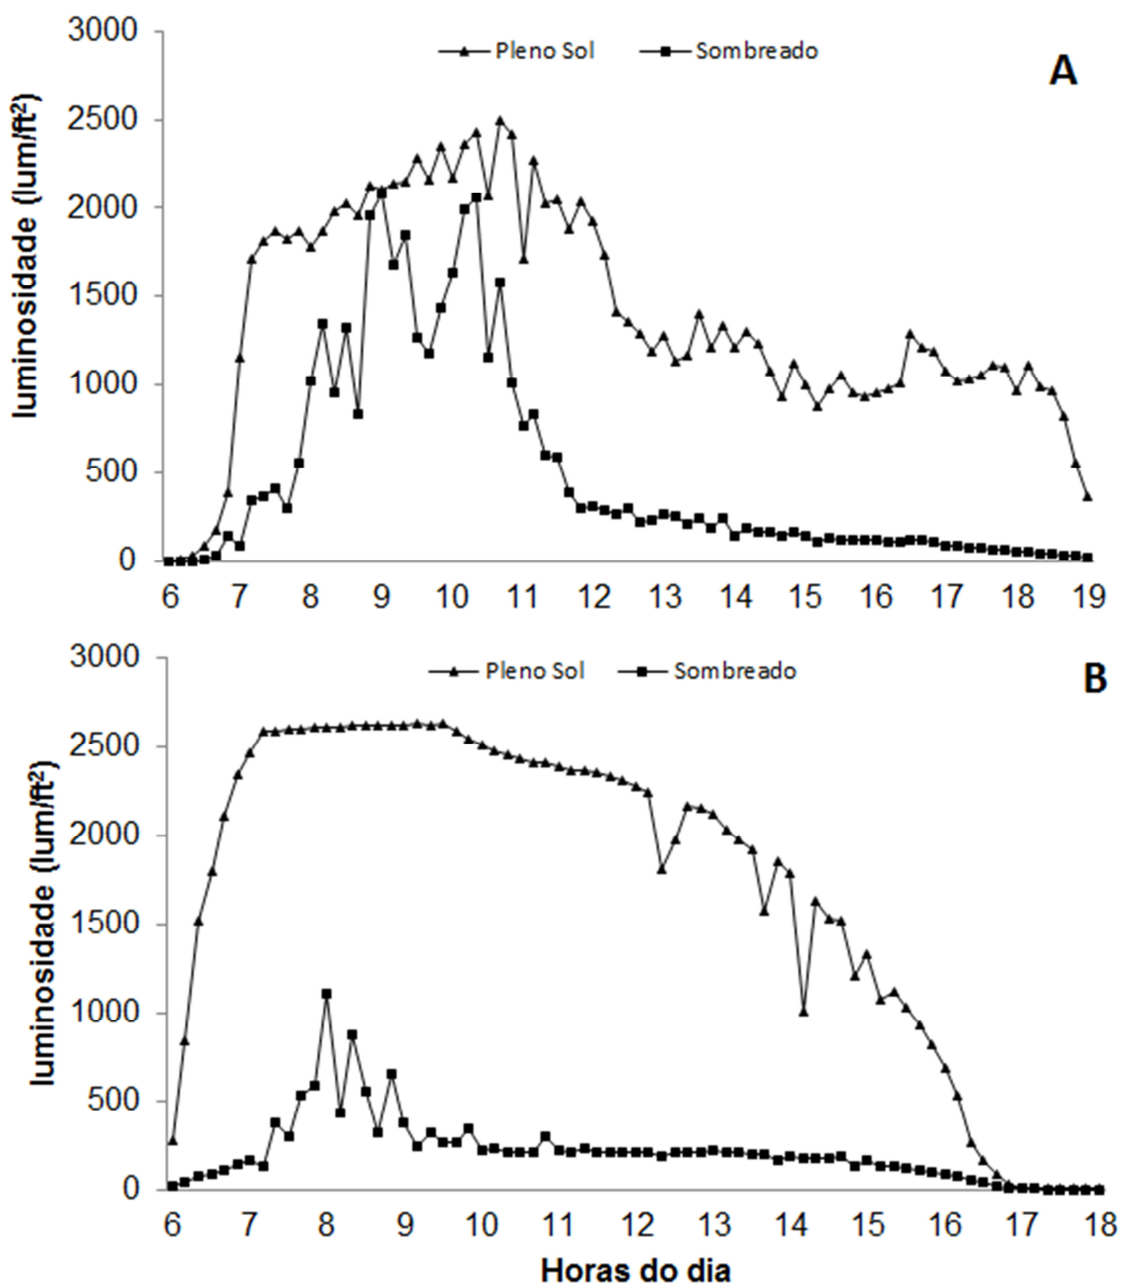 3000
2500
2000
1500
1000
500
0
luminosidade (lum/ft²)
Pleno Sol Sombreado
A
6 7 8 9 10 11 12 13 14 15 16 17 18 19
3000
2500
2000
1500
1000
500
0
luminosidade (lum/ft²)
Pleno Sol Sombreado
B
6 7 8 9 10 11 12 13 14 15 16 17 18
Horas do dia